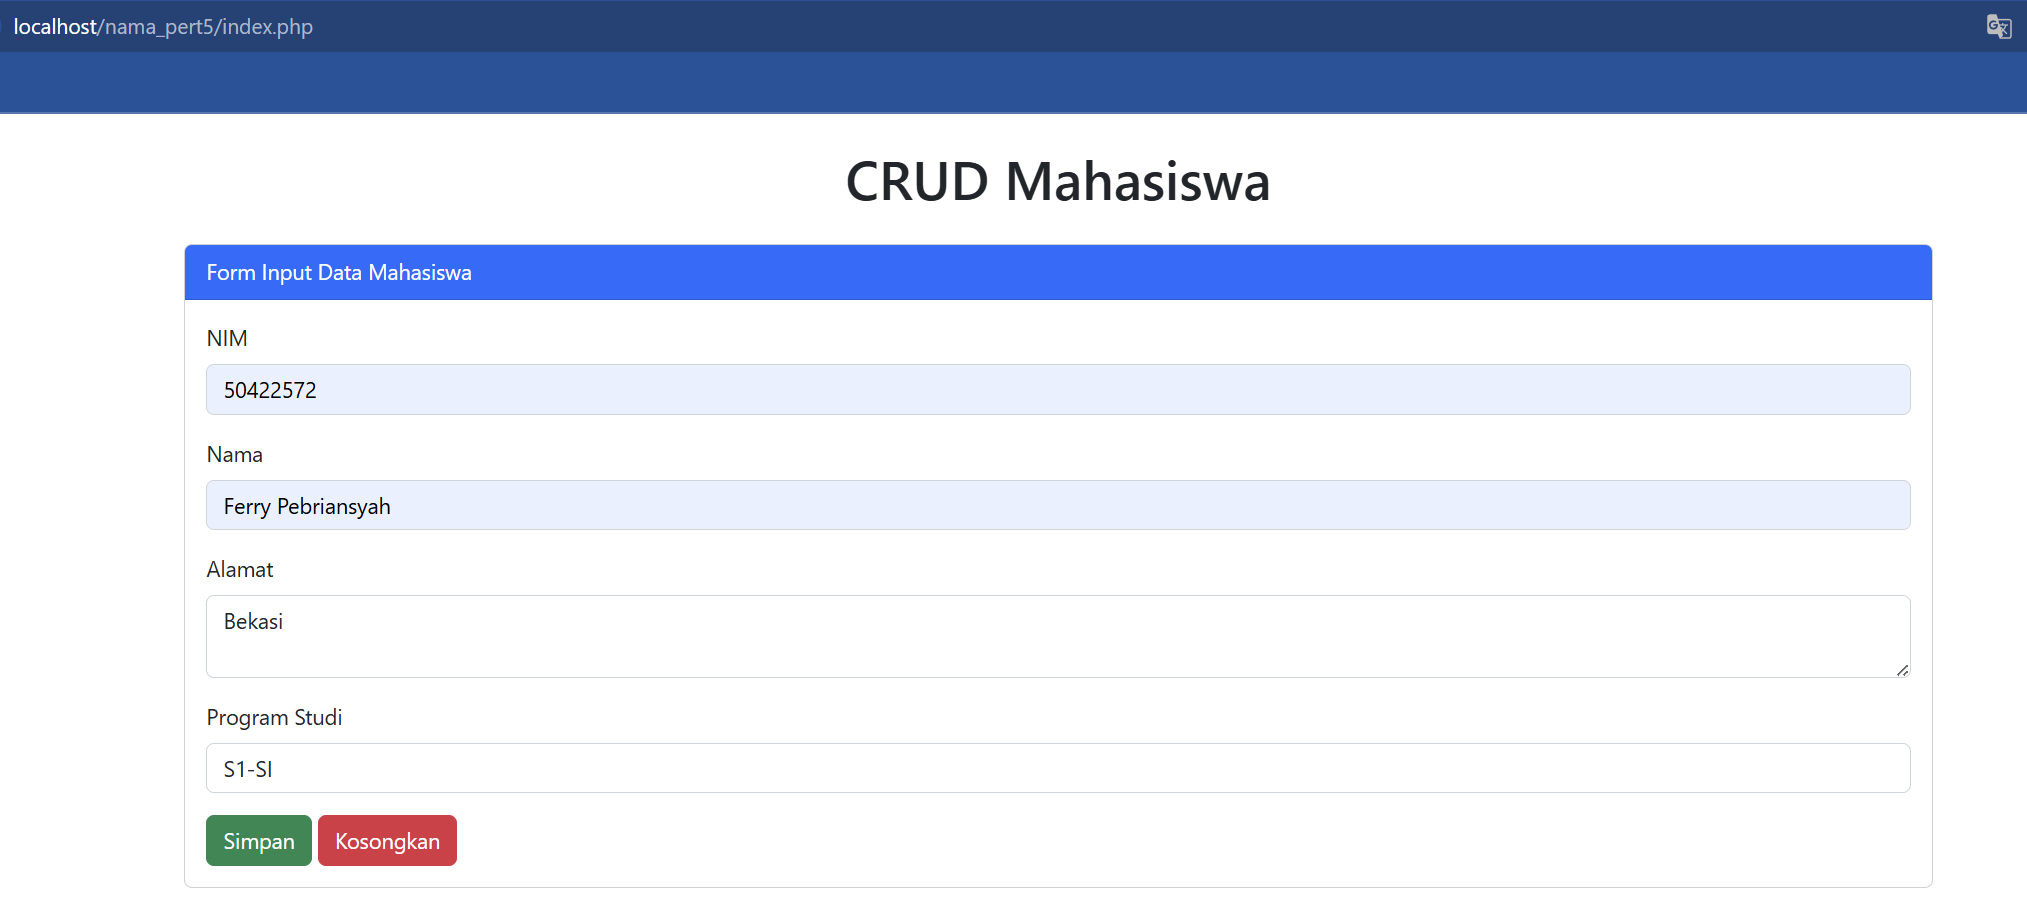 localhost/nama_pert5/index.php
CRUD Mahasiswa
Form Input Data Mahasiswa
NIM
50422572
Nama
Ferry Pebriansyah
Alamat
Bekasi
Program Studi
S1-SI
Simpan Kosongkan